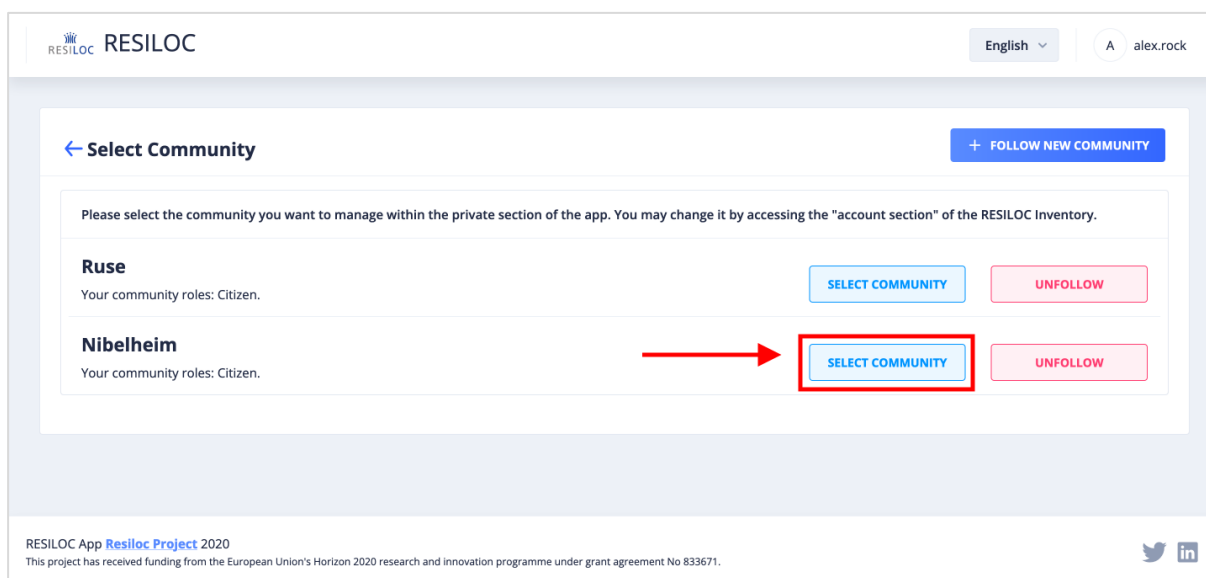 RESILOC RESILOC
English
A alex.rock
← Select Community
+ FOLLOW NEW COMMUNITY
Please select the community you want to manage within the private section of the app. You may change it by accessing the "account section" of the RESILOC Inventory.
Ruse
Your community roles: Citizen.
SELECT COMMUNITY
UNFOLLOW
Nibelheim
Your community roles: Citizen.
SELECT COMMUNITY
UNFOLLOW
RESILOC App Resiloc Project 2020
This project has received funding from the European Union's Horizon 2020 research and innovation programme under grant agreement No 833671.
in